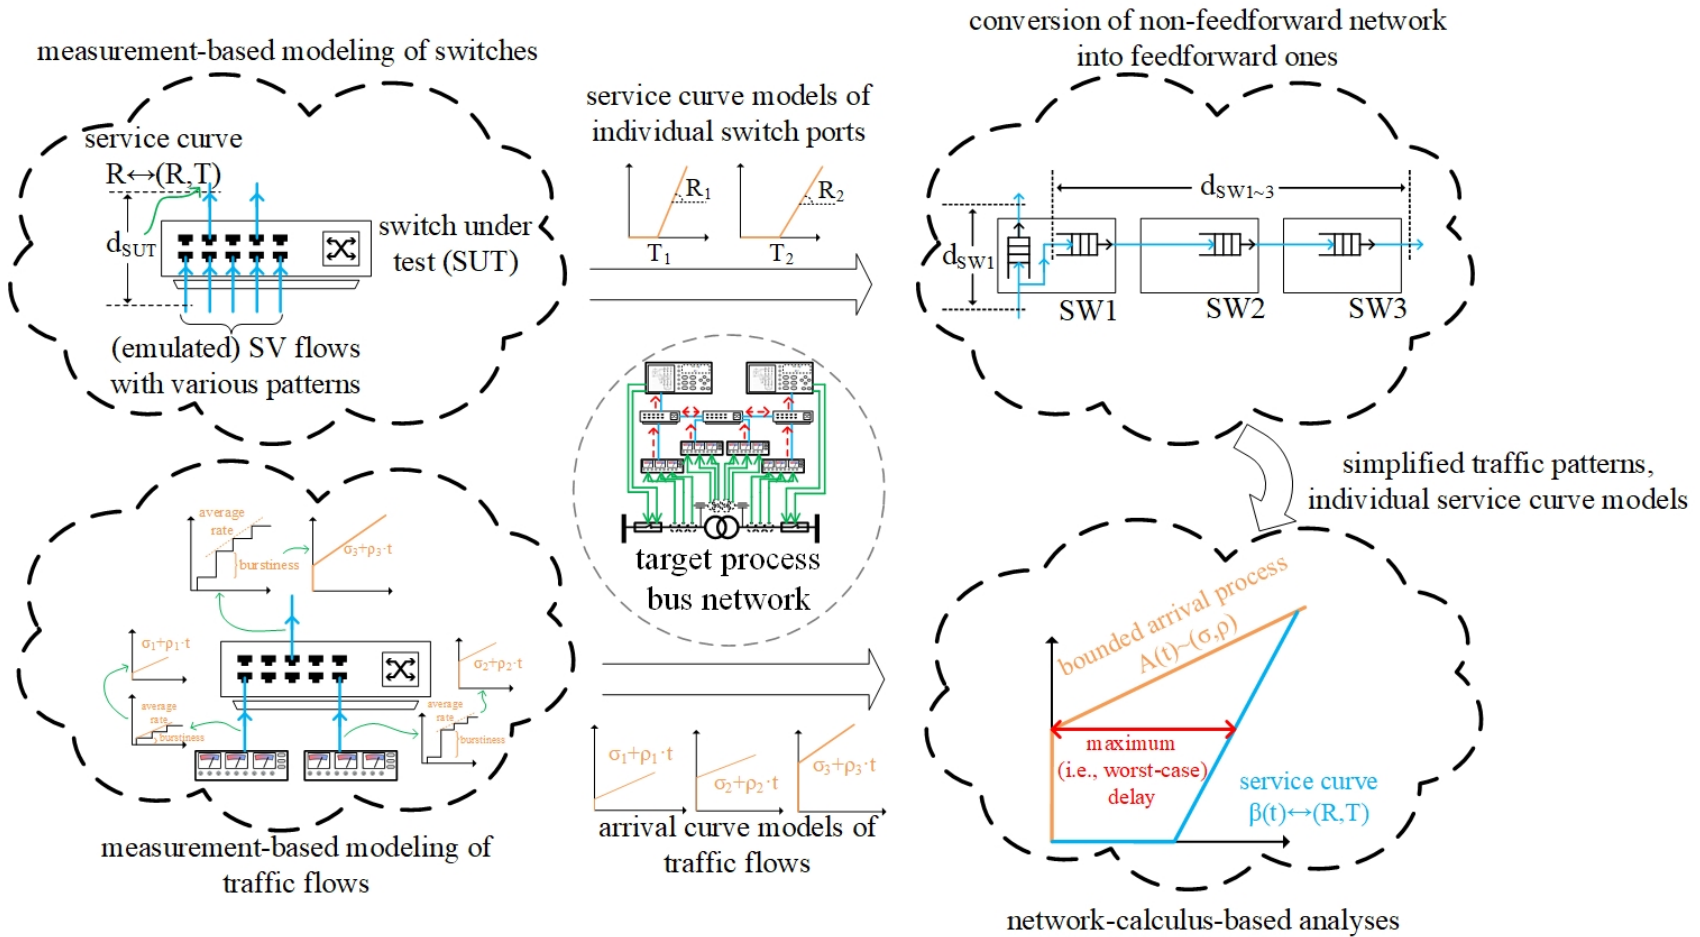 measurement-based modeling of switches
service curve
R↔(R,T)
d_SUT
switch under
test (SUT)
(emulated) SV flows
with various patterns
service curve models of
individual switch ports
R₁
T₁
R₂
T₂
conversion of non-feedforward network
into feedforward ones
d_SW1~3
d_SW1
SW1
SW2
SW3
simplified traffic patterns,
individual service curve models
target process
bus network
average
rate
burstiness
σ₃+ρ₃·t
σ₁+ρ₁·t
average
rate
burstiness
σ₂+ρ₂·t
average
rate
burstiness
measurement-based modeling of
traffic flows
σ₁+ρ₁·t
σ₂+ρ₂·t
σ₃+ρ₃·t
arrival curve models of
traffic flows
bounded arrival process
A(t)~(σ,ρ)
maximum
(i.e., worst-case)
delay
service curve
β(t)↔(R,T)
network-calculus-based analyses